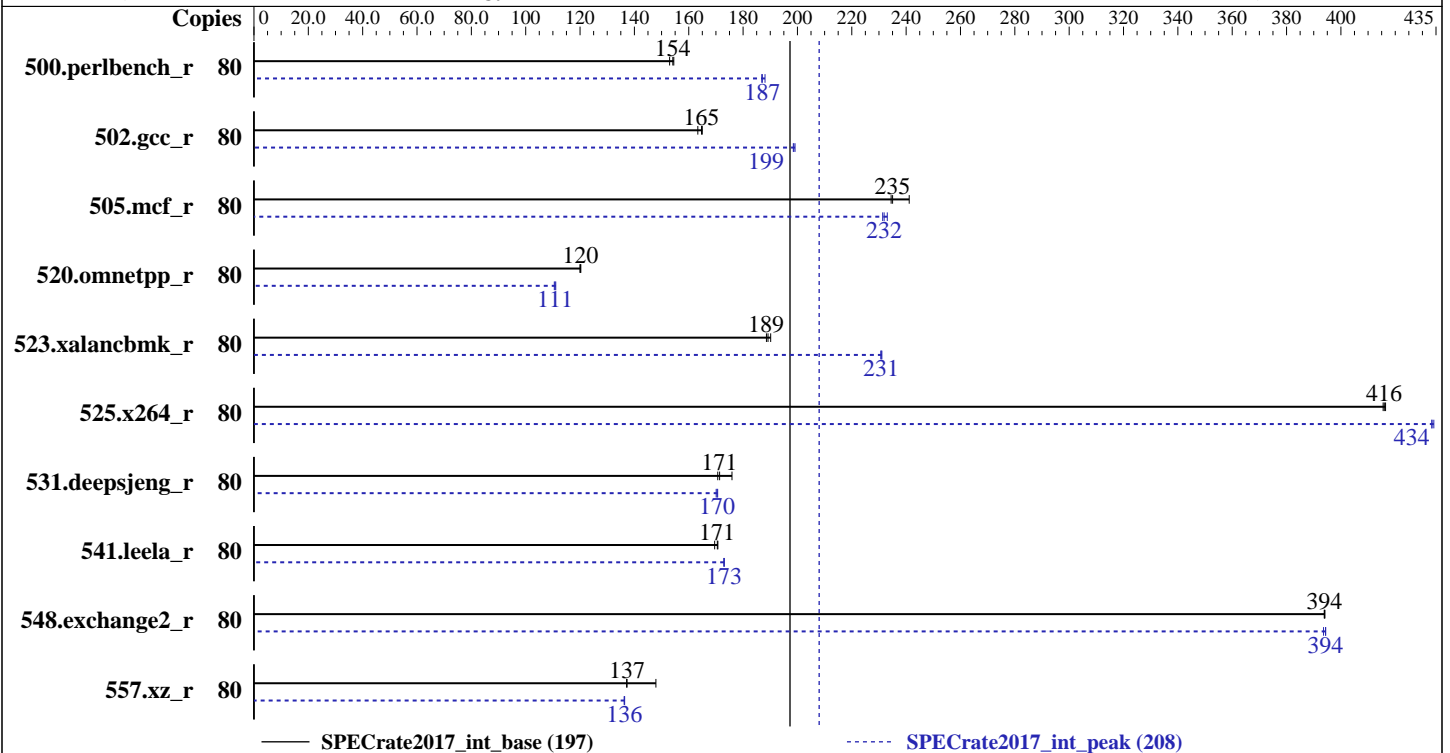 Copies 0 20.0 40.0 60.0 80.0 100 120 140 160 180 200 220 240 260 280 300 320 340 360 380 400 435
154
500.perlbench_r 80
187
165
502.gcc_r 80
199
235
505.mcf_r 80
232
120
520.omnetpp_r 80
111
189
523.xalancbmk_r 80
231
416
525.x264_r 80
434
171
531.deepsjeng_r 80
170
171
541.leela_r 80
173
394
548.exchange2_r 80
394
137
557.xz_r 80
136
SPECrate2017_int_base (197) SPECrate2017_int_peak (208)